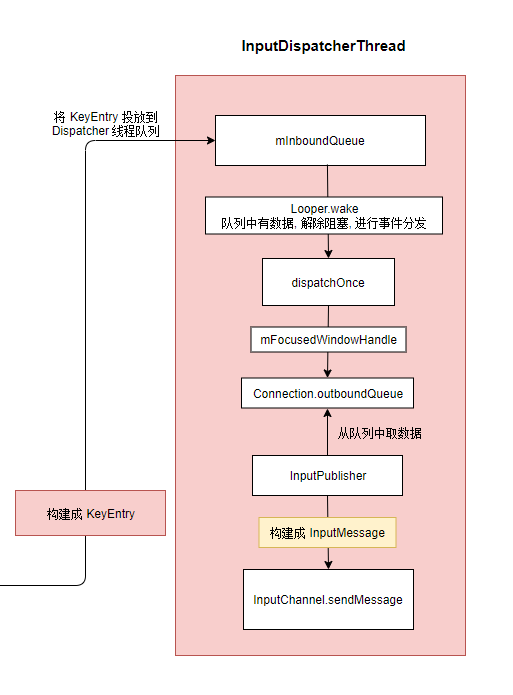 InputDispatcherThread
将 KeyEntry 投放到
Dispatcher 线程队列
mInboundQueue
Looper.wake
队列中有数据, 解除阻塞, 进行事件分发
dispatchOnce
mFocusedWindowHandle
Connection.outboundQueue
从队列中取数据
InputPublisher
构建成 KeyEntry
构建成 InputMessage
InputChannel.sendMessage